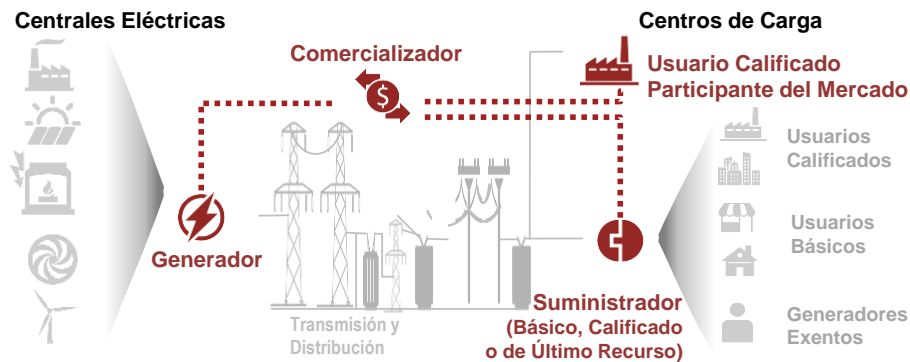 Centrales Eléctricas
Centros de Carga
Comercializador
$
Usuario Calificado
Participante del Mercado
Usuarios
Calificados
Usuarios
Básicos
Generador
Suministrador
(Básico, Calificado
o de Último Recurso)
Transmisión y
Distribución
Generadores
Exentos